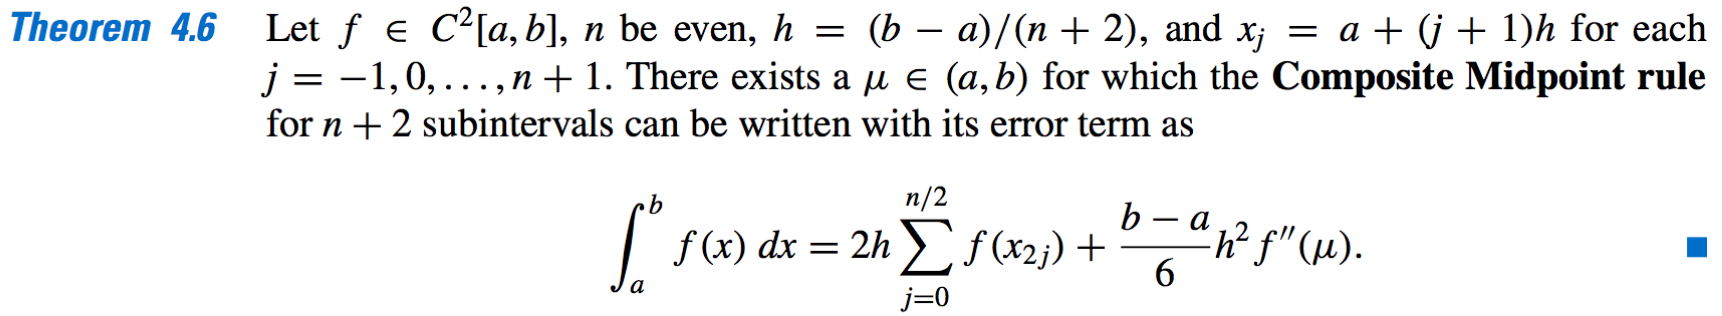 Theorem 4.6 Let f ∈ C²[a, b], n be even, h = (b − a)/(n + 2), and xⱼ = a + (j + 1)h for each
j = −1, 0, . . . , n + 1. There exists a μ ∈ (a, b) for which the Composite Midpoint rule
for n + 2 subintervals can be written with its error term as
∫ₐᵇ f(x) dx = 2h ∑_{j=0}^{n/2} f(x₂ⱼ) + (b − a)/6 h² f″(μ).